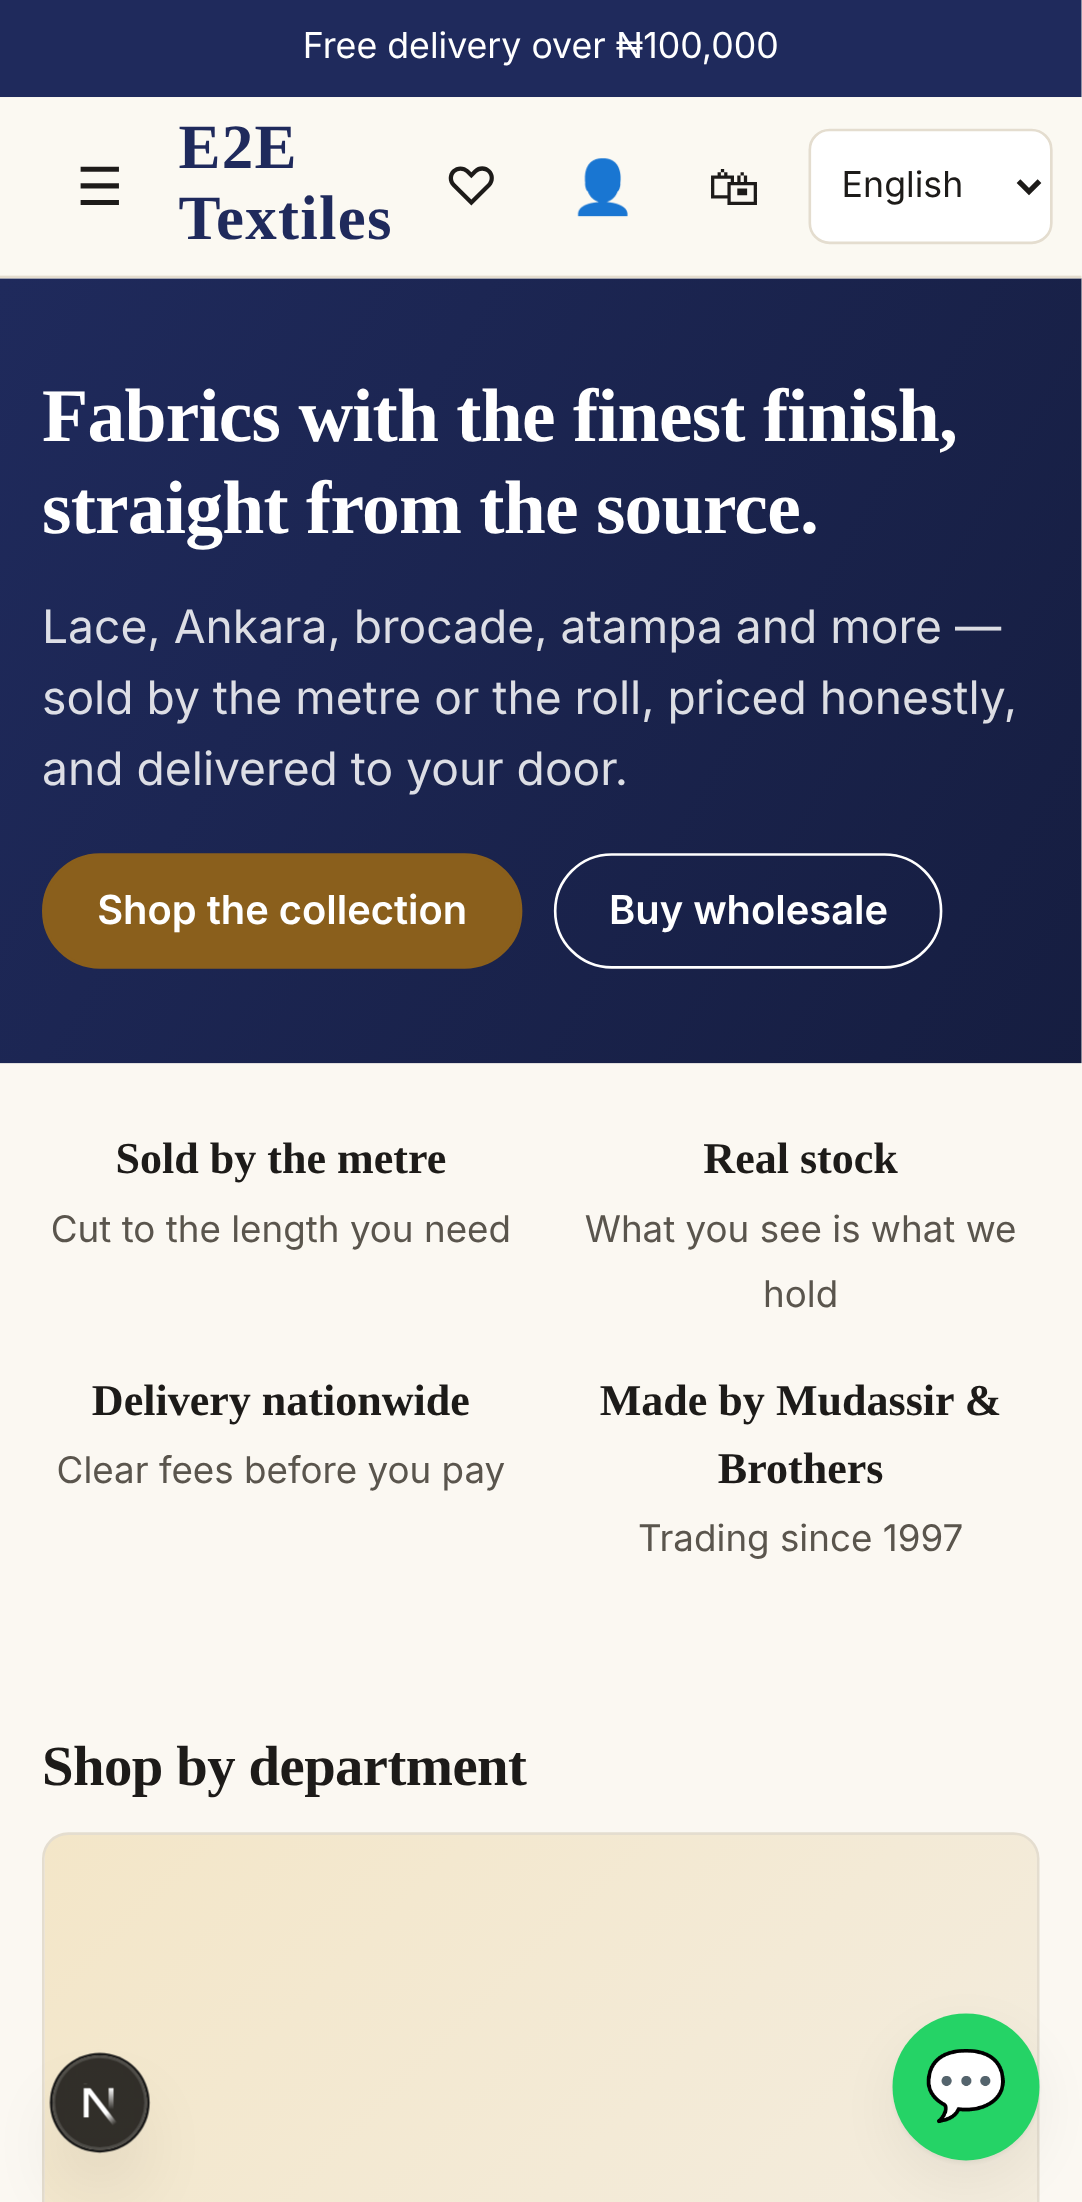 Free delivery over ₦100,000
E2E
Textiles
English
Fabrics with the finest finish,
straight from the source.
Lace, Ankara, brocade, atampa and more —
sold by the metre or the roll, priced honestly,
and delivered to your door.
Shop the collection
Buy wholesale
Sold by the metre
Cut to the length you need
Real stock
What you see is what we
hold
Delivery nationwide
Clear fees before you pay
Made by Mudassir &
Brothers
Trading since 1997
Shop by department
N